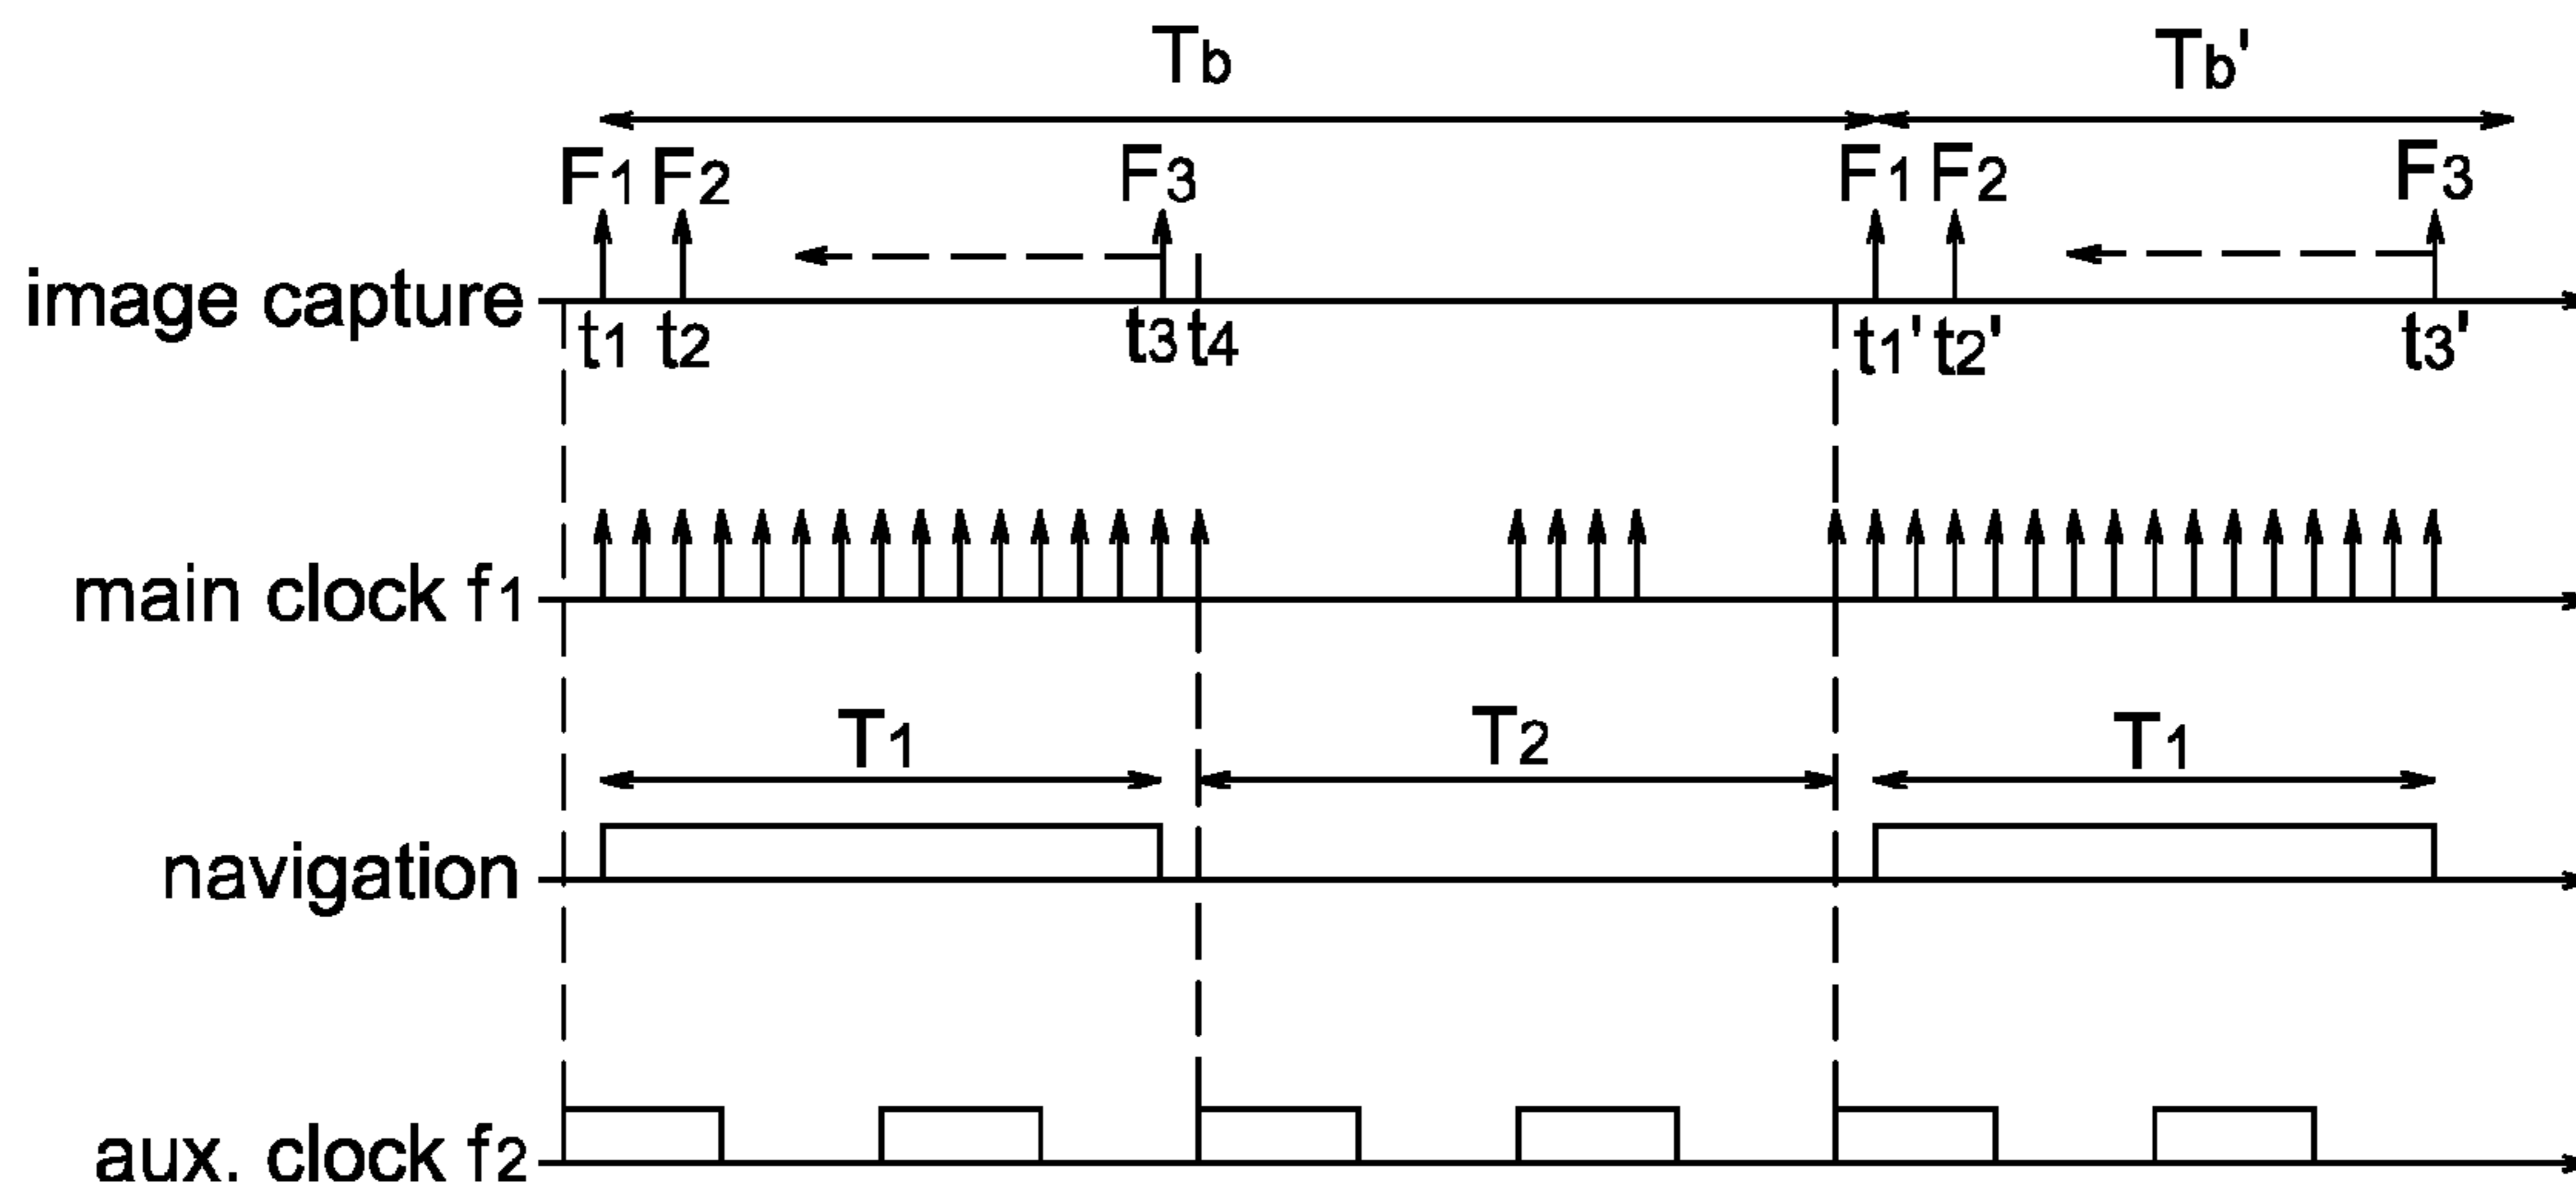 Tb Tb'
F1 F2 F3 F1 F2 F3
image capture
t1 t2 t3 t4 t1' t2' t3'
main clock f1
T1 T2 T1
navigation
aux. clock f2